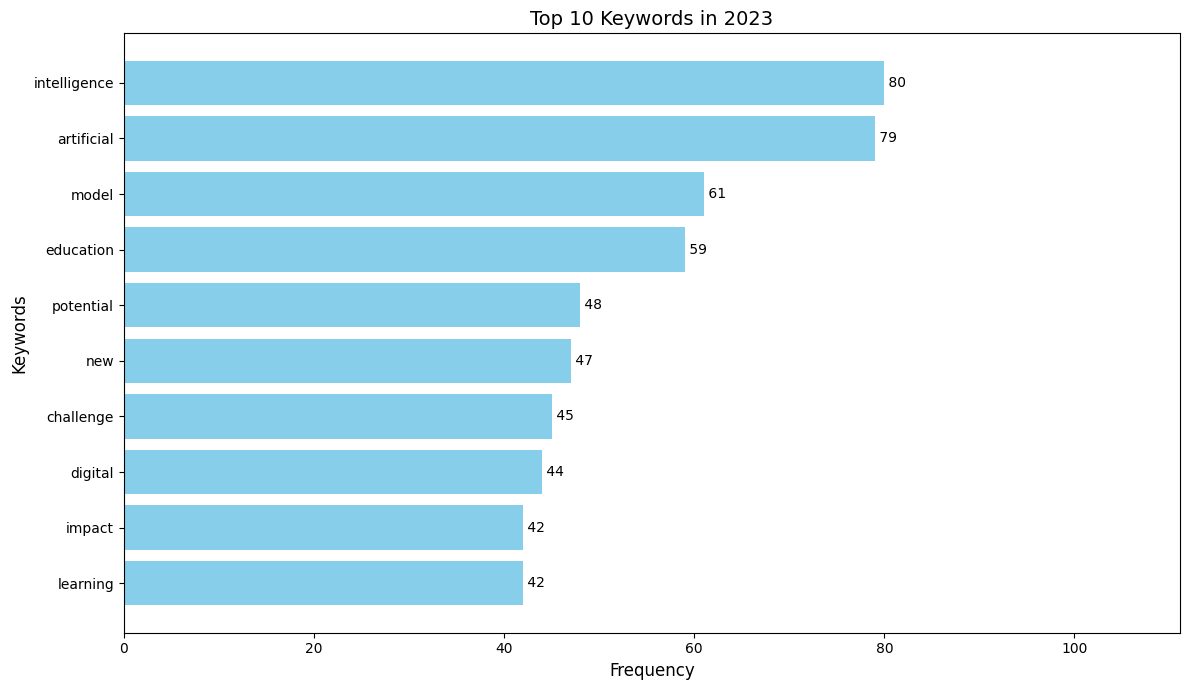 Top 10 Keywords in 2023
Keywords
intelligence 80
artificial 79
model 61
education 59
potential 48
new 47
challenge 45
digital 44
impact 42
learning 42
0 20 40 60 80 100
Frequency